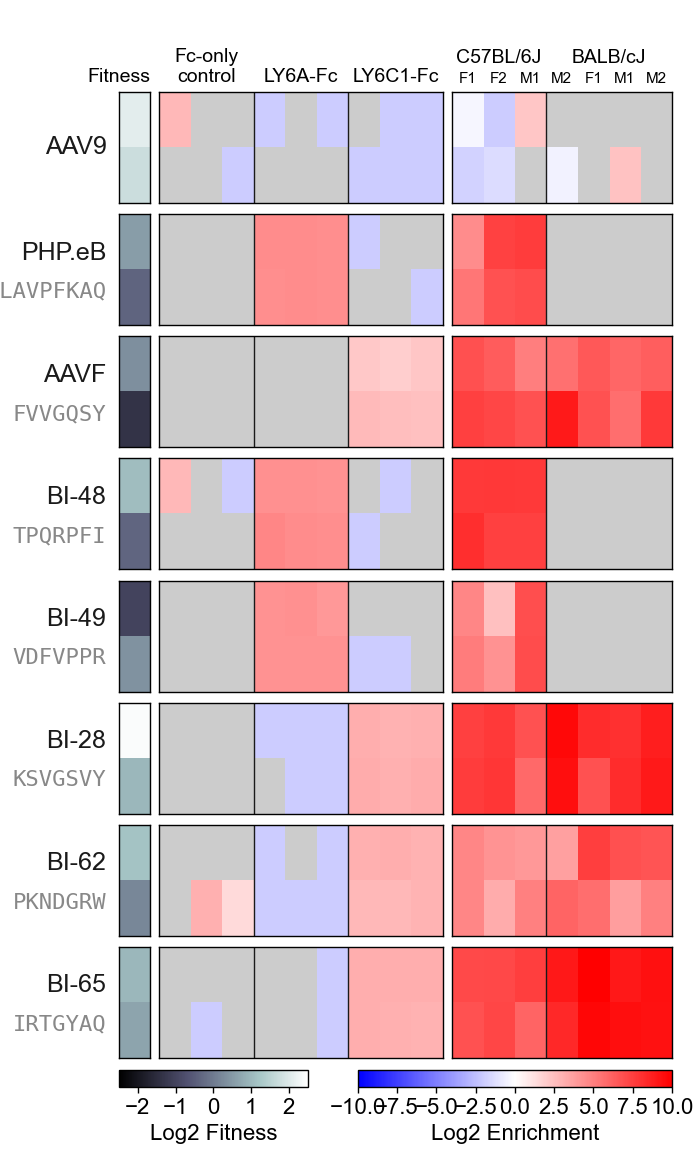 Fitness
Fc-only
control
LY6A-Fc
LY6C1-Fc
C57BL/6J
BALB/cJ
F1 F2 M1 M2 F1 M1 M2
AAV9
PHP.eB
LAVPFKAQ
AAVF
FVVGQSY
BI-48
TPQRPFI
BI-49
VDFVPPR
BI-28
KSVGSVY
BI-62
PKNDGRW
BI-65
IRTGYAQ
−2 −1 0 1 2
Log2 Fitness
−10.0 −7.5 −5.0 −2.5 0.0 2.5 5.0 7.5 10.0
Log2 Enrichment